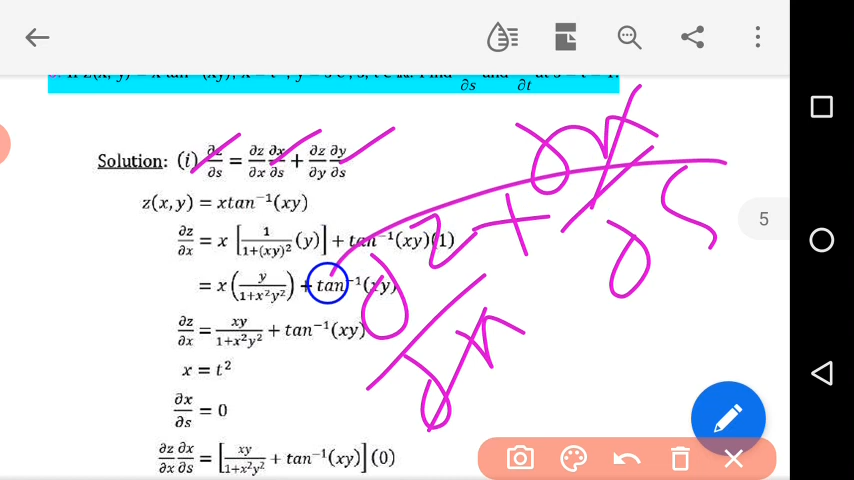 ∂s and ∂t
Solution: (i) ∂z/∂s = ∂z/∂x ∂x/∂s + ∂z/∂y ∂y/∂s
z(x, y) = xtan⁻¹(xy)
∂z/∂x = x [1/(1+(xy)²) (y)] + tan⁻¹(xy)(1)
5
= x (y/(1+x²y²)) + tan⁻¹(xy)
∂z/∂x = xy/(1+x²y²) + tan⁻¹(xy)
x = t²
∂x/∂s = 0
∂z/∂x ∂x/∂s = [xy/(1+x²y²) + tan⁻¹(xy)] (0)
∂z/∂x + ∂x/∂s